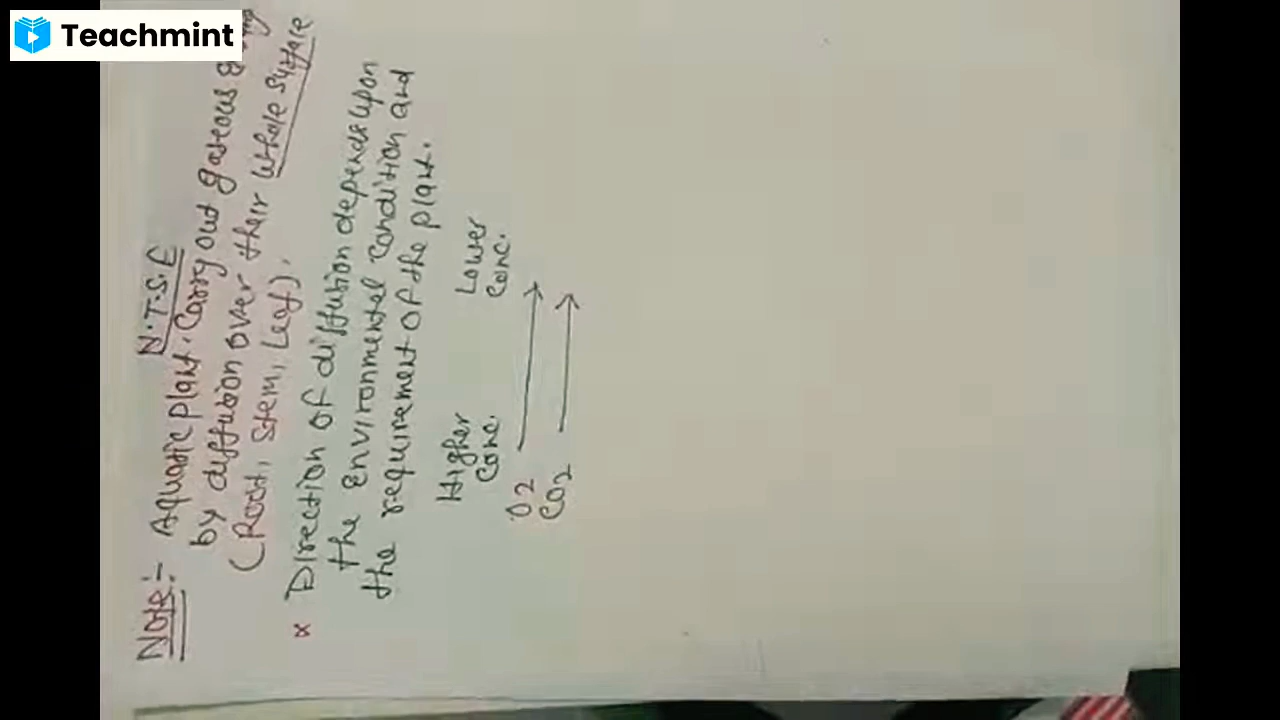 Teachmint
N.T.S.E
Note:- Aquatic plant. Carry out gaseous
by diffusion over their whole surface
(Root, Stem, Leaf).
x Direction of diffusion depends upon
the environmental condition and
the requirement of the plant.
Higher Lower
Conc. Conc.
O2 ⟶
CO2 ⟶